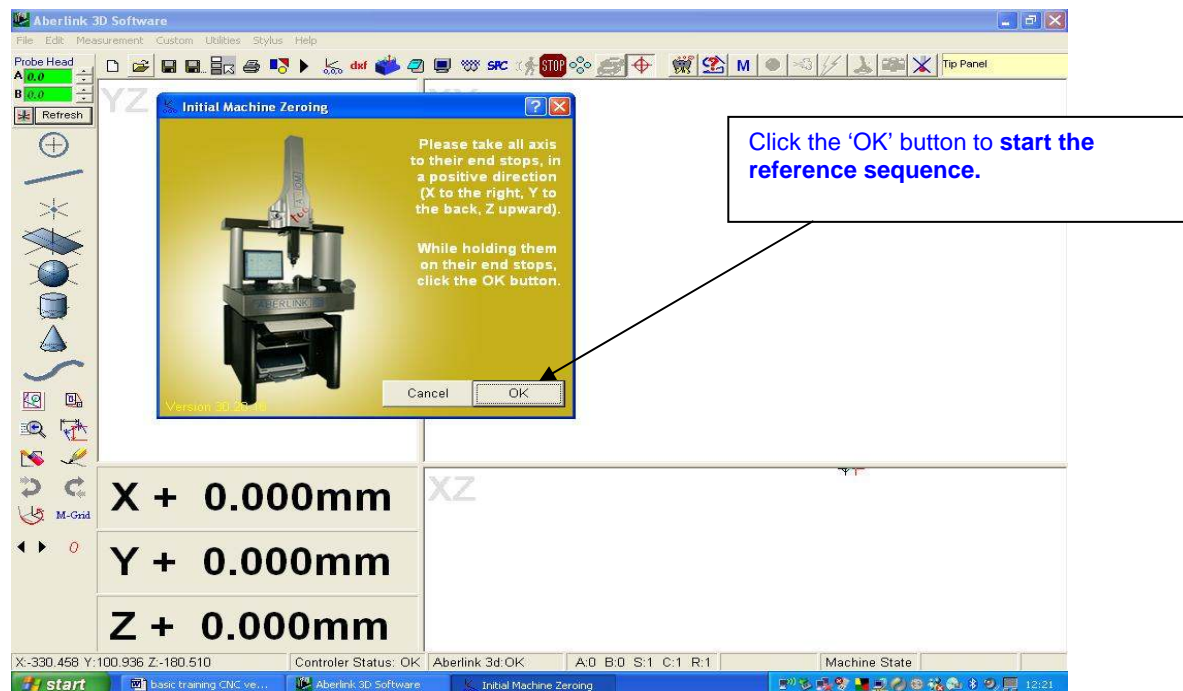 Aberlink 3D Software
File Edit Measurement Custom Utilities Stylus Help
Probe Head
A 0.0
B 0.0
Refresh
dxf
SPC
STOP
M
Tip Panel
YZ
Initial Machine Zeroing
Please take all axis
to their end stops, in
a positive direction
(X to the right, Y to
the back, Z upward).
While holding them
on their end stops,
click the OK button.
ABERLINK
Cancel OK
Click the ‘OK’ button to start the
reference sequence.
M-Grid
0
XZ
X + 0.000mm
Y + 0.000mm
Z + 0.000mm
X:-330.458 Y:100.936 Z:-180.510 Controler Status: OK Aberlink 3d:OK A:0 B:0 S:1 C:1 R:1 Machine State
start basic training CNC ve... Aberlink 3D Software Initial Machine Zeroing 12:21